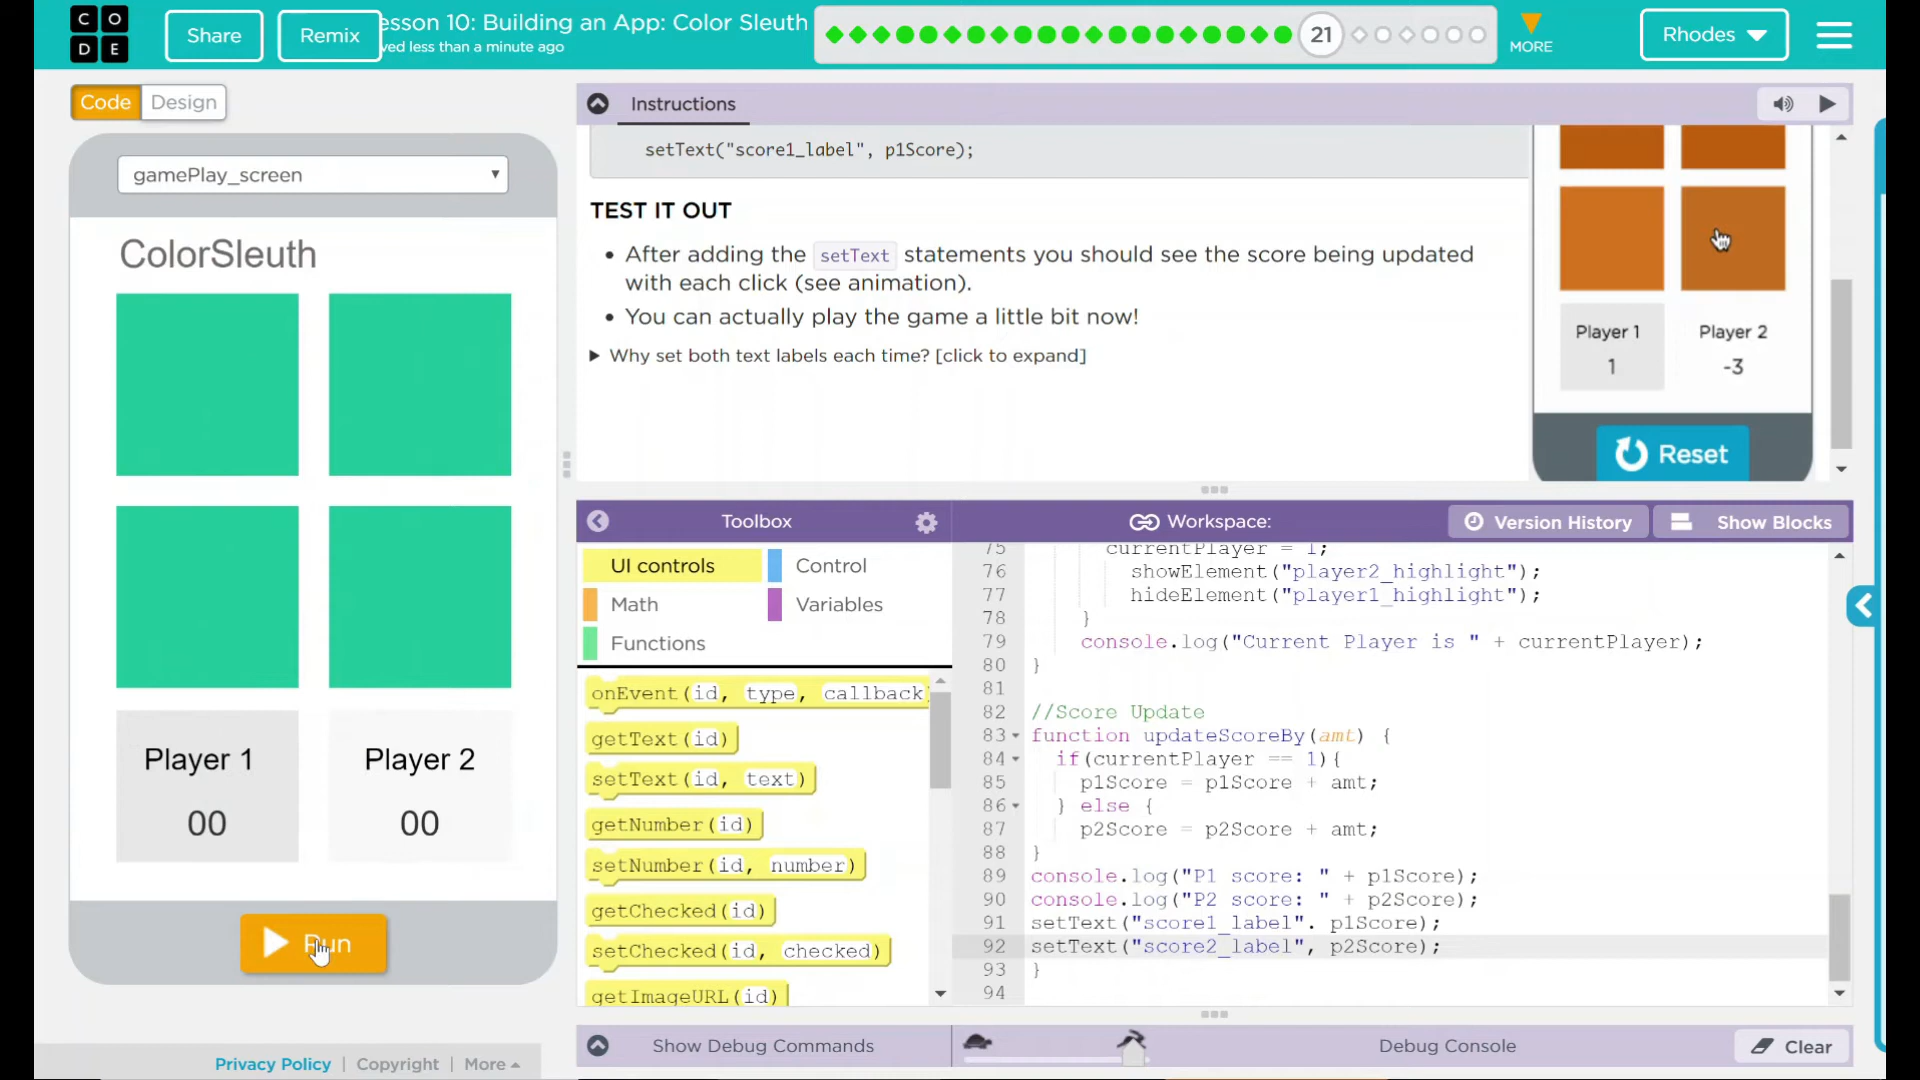 CODE
Share
Remix
esson 10: Building an App: Color Sleuth
ved less than a minute ago
21
MORE
Rhodes
Code
Design
Instructions
gamePlay_screen
ColorSleuth
Player 1
00
Player 2
00
Run
Privacy Policy | Copyright | More
setText("score1_label", p1Score);
TEST IT OUT
After adding the setText statements you should see the score being updated
with each click (see animation).
You can actually play the game a little bit now!
Why set both text labels each time? [click to expand]
Player 1
1
Player 2
-3
Reset
Toolbox
Workspace:
Version History
Show Blocks
UI controls
Control
Math
Variables
Functions
onEvent(id, type, callback)
getText(id)
setText(id, text)
getNumber(id)
setNumber(id, number)
getChecked(id)
setChecked(id, checked)
getImageURL(id)
75 currentPlayer = 1;
76 showElement("player2_highlight");
77 hideElement("player1_highlight");
78 }
79 console.log("Current Player is " + currentPlayer);
80 }
81
82 //Score Update
83 function updateScoreBy(amt) {
84 if(currentPlayer == 1){
85 p1Score = p1Score + amt;
86 } else {
87 p2Score = p2Score + amt;
88 }
89 console.log("P1 score: " + p1Score);
90 console.log("P2 score: " + p2Score);
91 setText("score1_label". p1Score);
92 setText("score2_label", p2Score);
93 }
94
Show Debug Commands
Debug Console
Clear